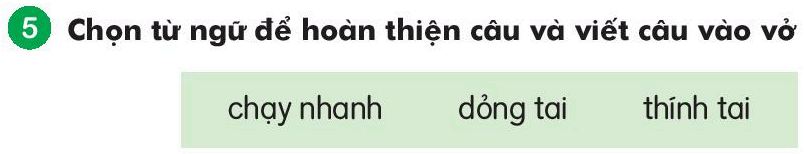 5 Chọn từ ngữ để hoàn thiện câu và viết câu vào vở
chạy nhanh dỏng tai thính tai